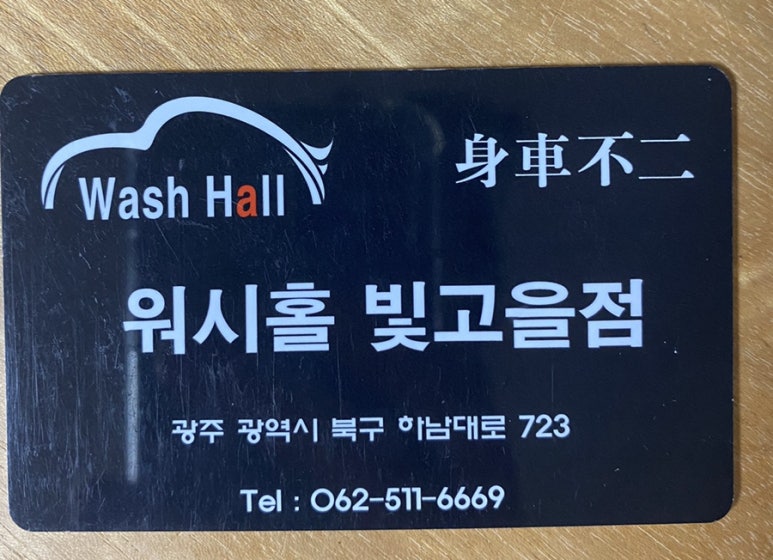 Wash Hall
身車不二
워시홀 빛고을점
광주 광역시 북구 하남대로 723
Tel : 062-511-6669